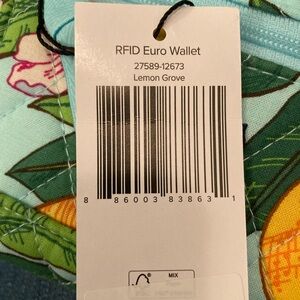 RFID Euro Wallet
27589-12673
Lemon Grove
8 86003 83863 1
MIX